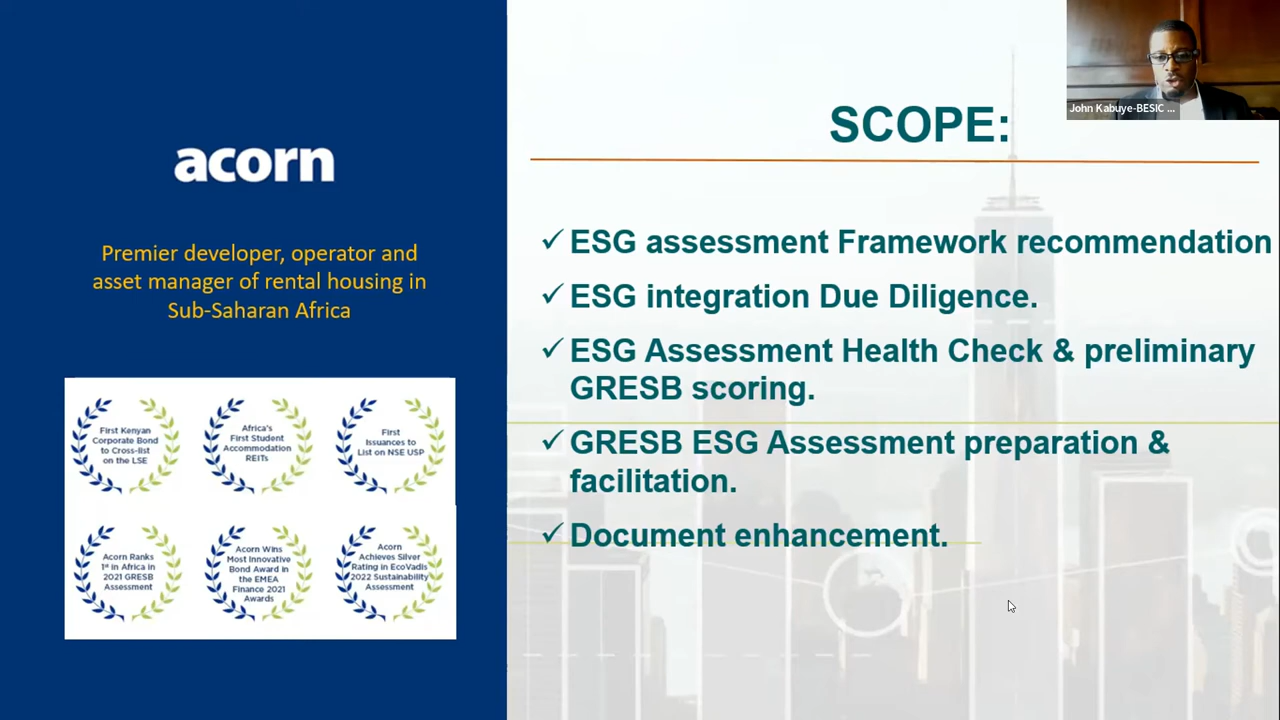 acorn
Premier developer, operator and
asset manager of rental housing in
Sub-Saharan Africa
First Kenyan
Corporate Bond
to Cross-list
on the LSE
Africa's
First Student
Accommodation
REITs
First
Issuances to
List on NSE USP
Acorn Ranks
1st in Africa in
2021 GRESB
Assessment
Acorn Wins
Most Innovative
Bond Award in
the EMEA
Finance 2021
Awards
Acorn
Achieves Silver
Rating in EcoVadis
2022 Sustainability
Assessment
John Kabuye-BESIC ...
SCOPE:
✓ ESG assessment Framework recommendation
✓ ESG integration Due Diligence.
✓ ESG Assessment Health Check & preliminary
GRESB scoring.
✓ GRESB ESG Assessment preparation &
facilitation.
✓ Document enhancement.